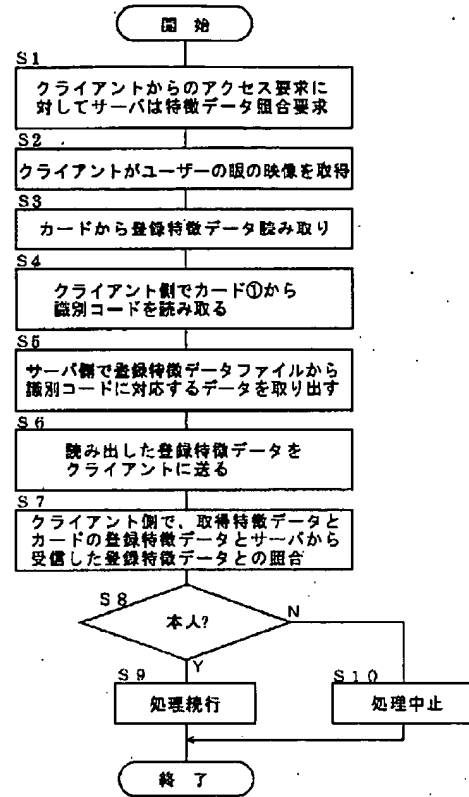 開 始
S1
クライアントからのアクセス要求に
対してサーバは特徴データ照合要求
S2
クライアントがユーザーの眼の映像を取得
S3
カードから登録特徴データ読み取り
S4
クライアント側でカード①から
識別コードを読み取る
S5
サーバ側で登録特徴データファイルから
識別コードに対応するデータを取り出す
S6
読み出した登録特徴データを
クライアントに送る
S7
クライアント側で、取得特徴データと
カードの登録特徴データとサーバから
受信した登録特徴データとの照合
S8
本人?
N
Y
S9
処理続行
S10
処理中止
終 了